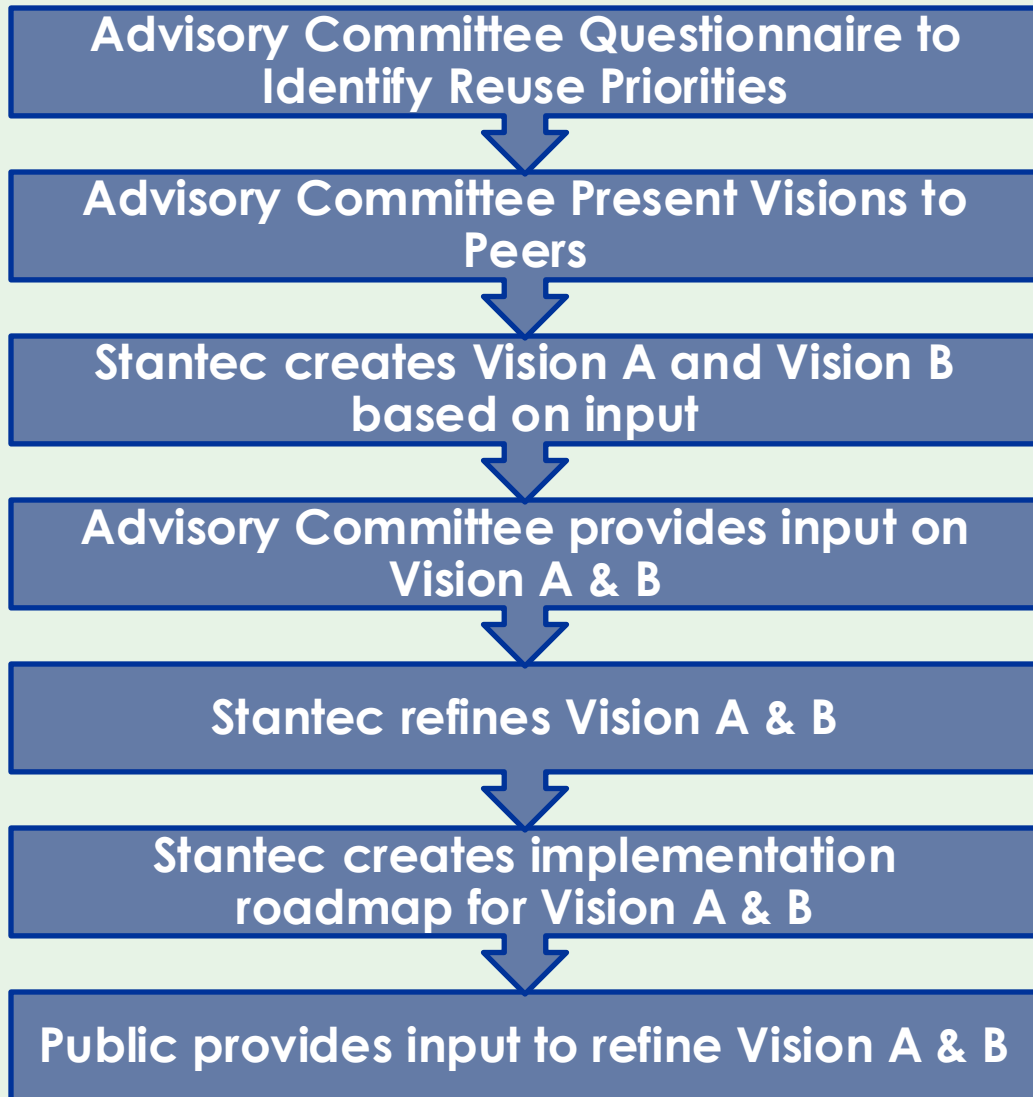 Advisory Committee Questionnaire to
Identify Reuse Priorities
Advisory Committee Present Visions to
Peers
Stantec creates Vision A and Vision B
based on input
Advisory Committee provides input on
Vision A & B
Stantec refines Vision A & B
Stantec creates implementation
roadmap for Vision A & B
Public provides input to refine Vision A & B